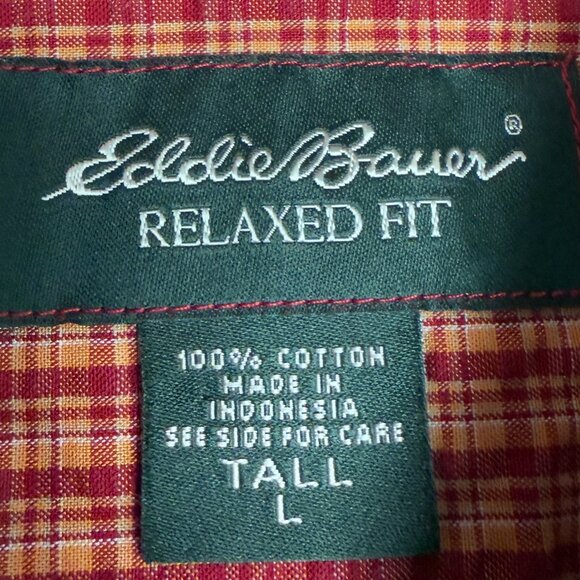 Eddie Bauer ®
RELAXED FIT
100% COTTON
MADE IN
INDONESIA
SEE SIDE FOR CARE
TALL
L